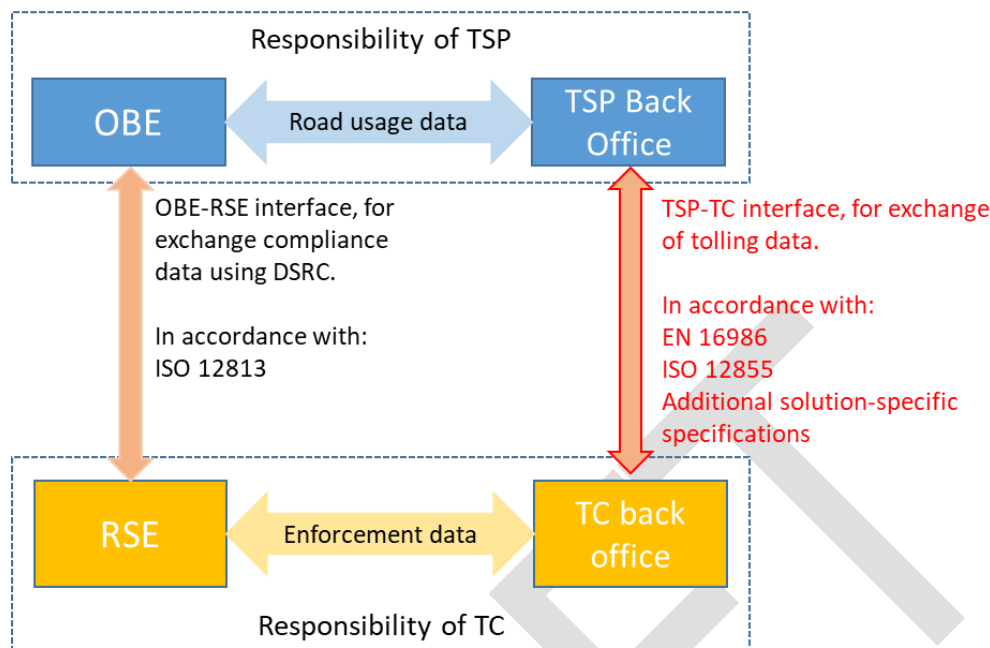 Responsibility of TSP
OBE
Road usage data
TSP Back
Office
OBE-RSE interface, for
exchange compliance
data using DSRC.
In accordance with:
ISO 12813
TSP-TC interface, for exchange
of tolling data.
In accordance with:
EN 16986
ISO 12855
Additional solution-specific
specifications
RSE
Enforcement data
TC back
office
Responsibility of TC